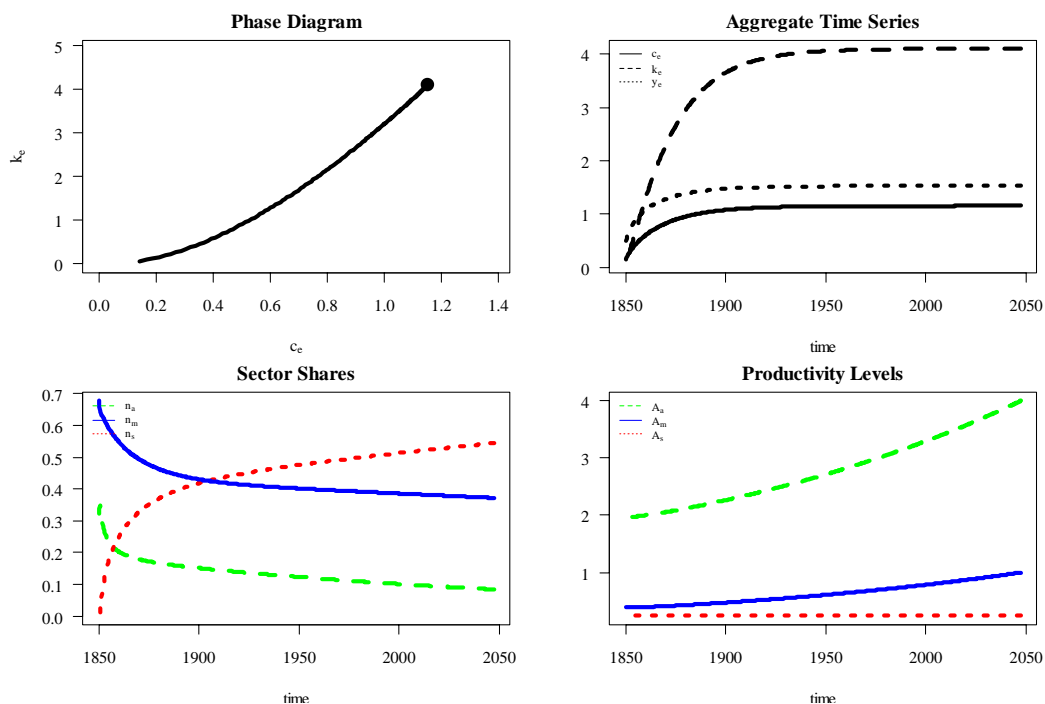 Phase Diagram
5
4
3
2
1
0
k_e
0.0 0.2 0.4 0.6 0.8 1.0 1.2 1.4
c_e
Aggregate Time Series
c_e
k_e
y_e
4
3
2
1
0
1850 1900 1950 2000 2050
time
Sector Shares
n_a
n_m
n_s
0.7
0.6
0.5
0.4
0.3
0.2
0.1
0.0
1850 1900 1950 2000 2050
time
Productivity Levels
A_a
A_m
A_s
4
3
2
1
1850 1900 1950 2000 2050
time